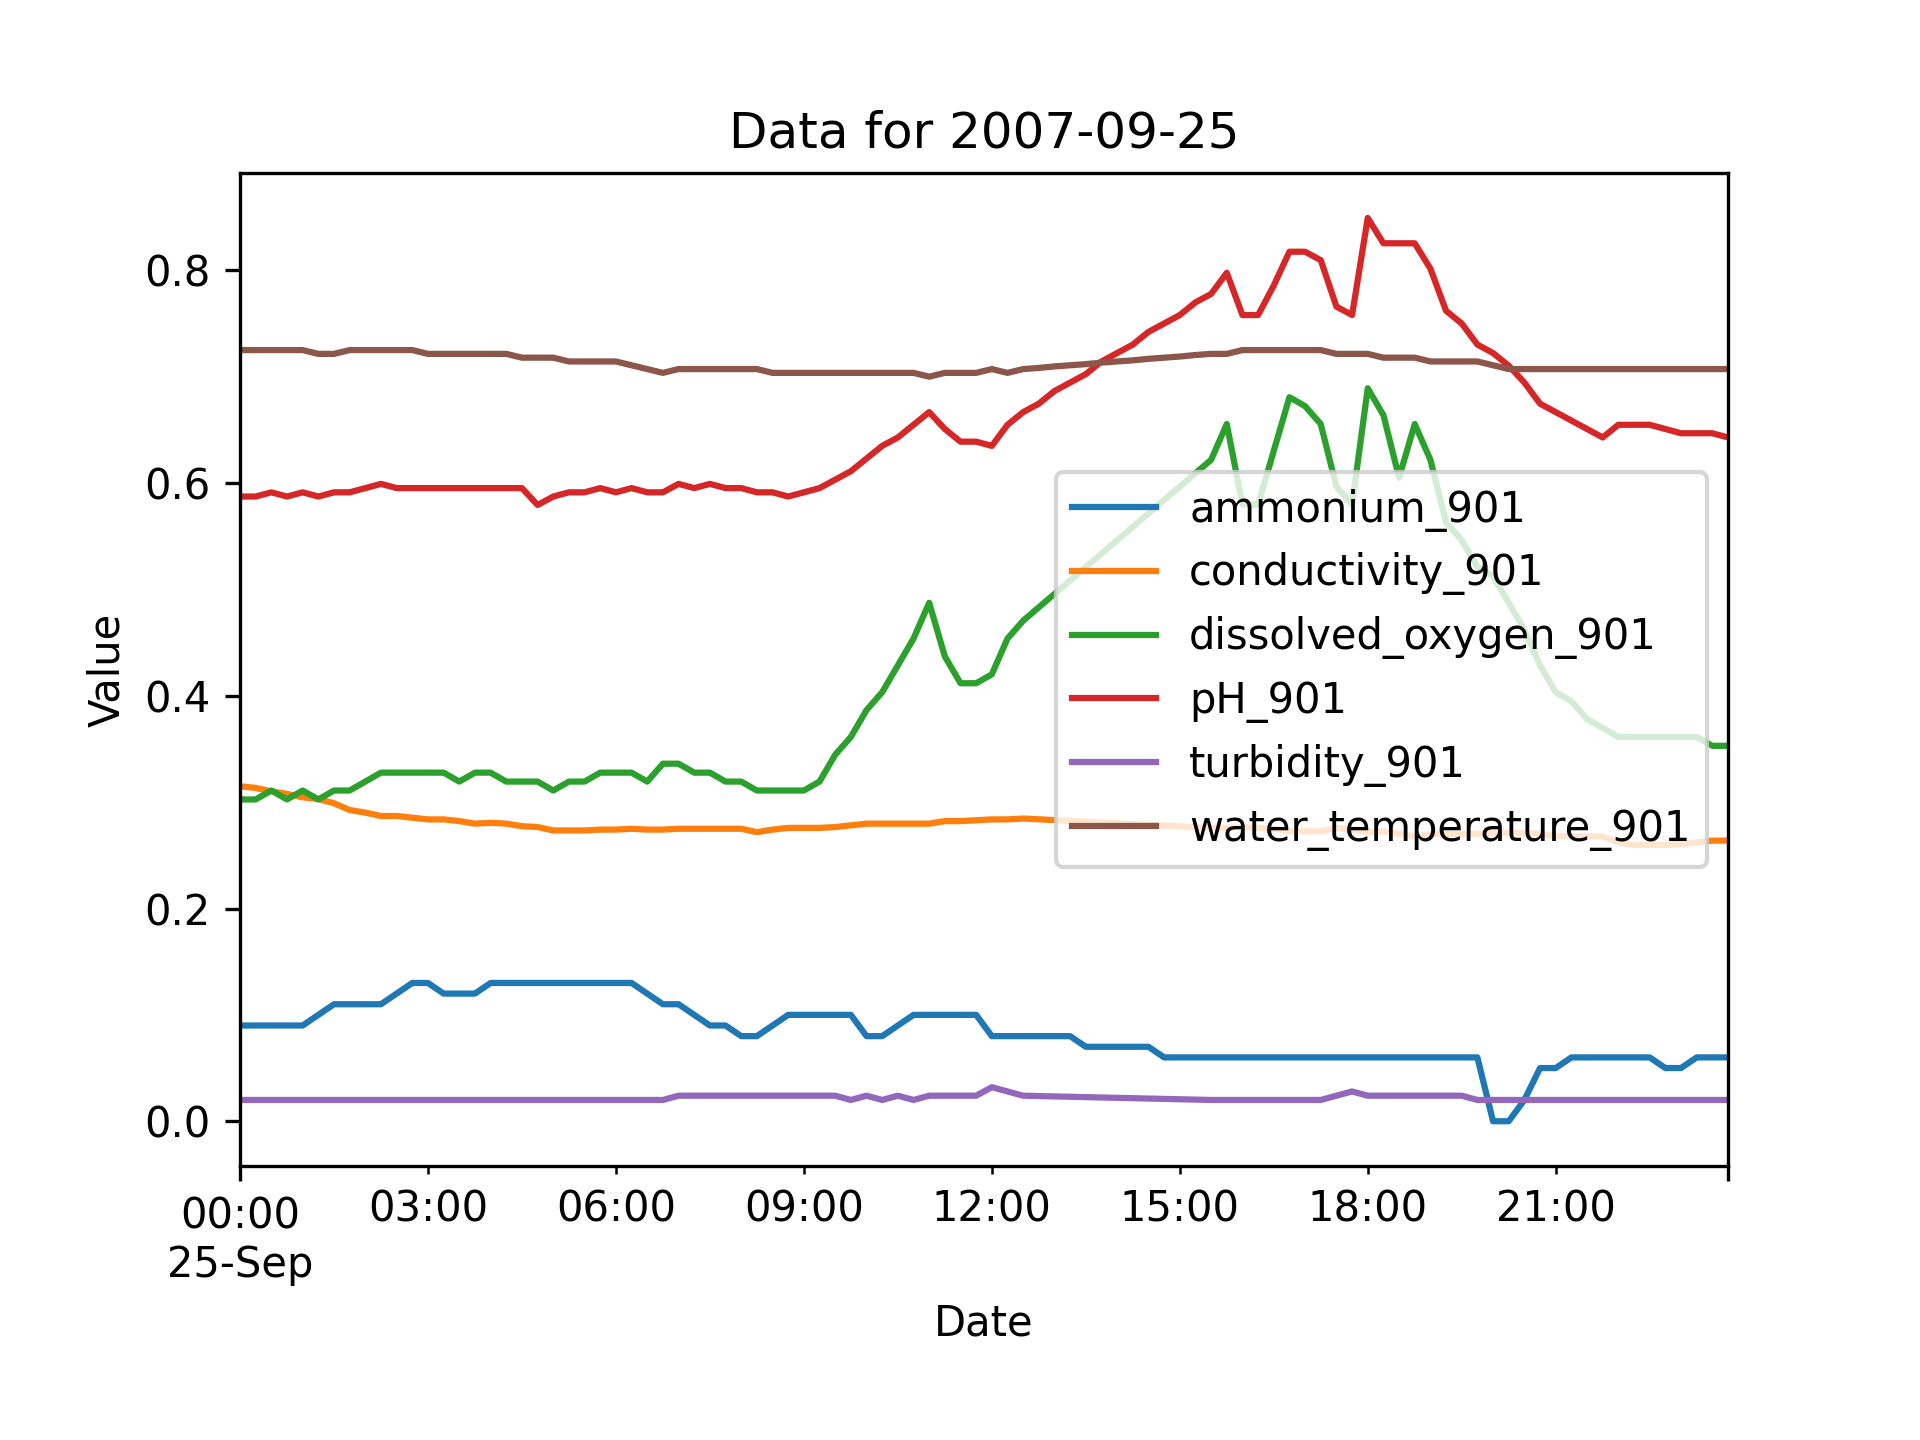 Data for 2007-09-25
Value
0.8
0.6
0.4
0.2
0.0
ammonium_901
conductivity_901
dissolved_oxygen_901
pH_901
turbidity_901
water_temperature_901
00:00 03:00 06:00 09:00 12:00 15:00 18:00 21:00
25-Sep
Date